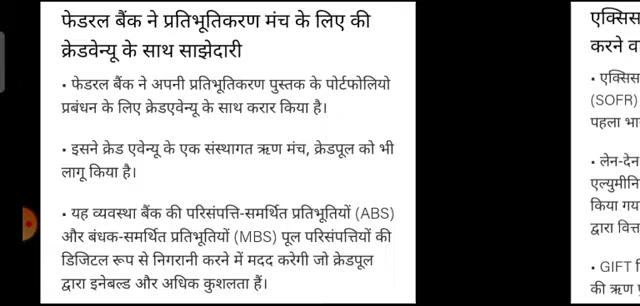 फेडरल बैंक ने प्रतिभूतिकरण मंच के लिए की
क्रेडवेन्यू के साथ साझेदारी
• फेडरल बैंक ने अपनी प्रतिभूतिकरण पुस्तक के पोर्टफोलियो
प्रबंधन के लिए क्रेडएवेन्यू के साथ करार किया है।
• इसने क्रेड एवेन्यू के एक संस्थागत ऋण मंच, क्रेडपूल को भी
लागू किया है।
• यह व्यवस्था बैंक की परिसंपत्ति-समर्थित प्रतिभूतियों (ABS)
और बंधक-समर्थित प्रतिभूतियों (MBS) पूल परिसंपत्तियों की
डिजिटल रूप से निगरानी करने में मदद करेगी जो क्रेडपूल
द्वारा इनेबल्ड और अधिक कुशलता हैं।
एक्सिस
करने व
• एक्सिस
(SOFR)
पहला भा
• लेन-देन
एल्युमीनि
किया गय
द्वारा वित्त
• GIFT
की ऋण